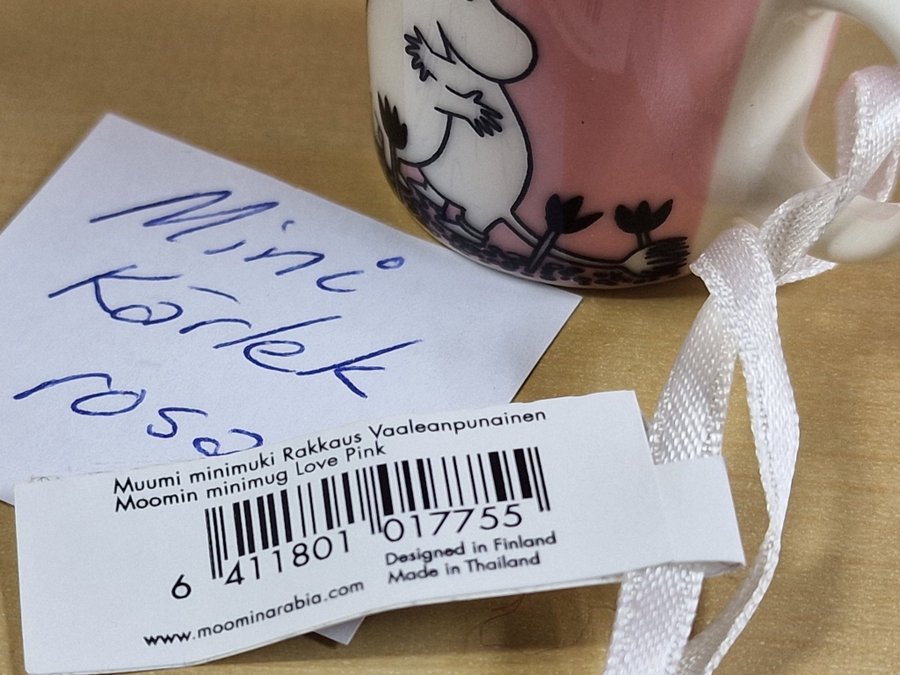 Mini
Kärlek
rosa
Muumi minimuki Rakkaus Vaaleanpunainen
Moomin minimug Love Pink
6 411801 017755
Designed in Finland
Made in Thailand
www.moominarabia.com